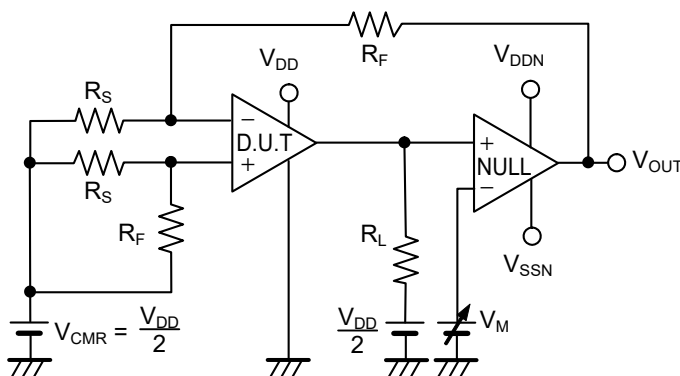 R_F
V_DD
V_DDN
R_S
−
D.U.T
+
+
NULL
−
V_OUT
R_S
R_F
R_L
V_SSN
V_CMR = V_DD/2
V_DD/2
V_M